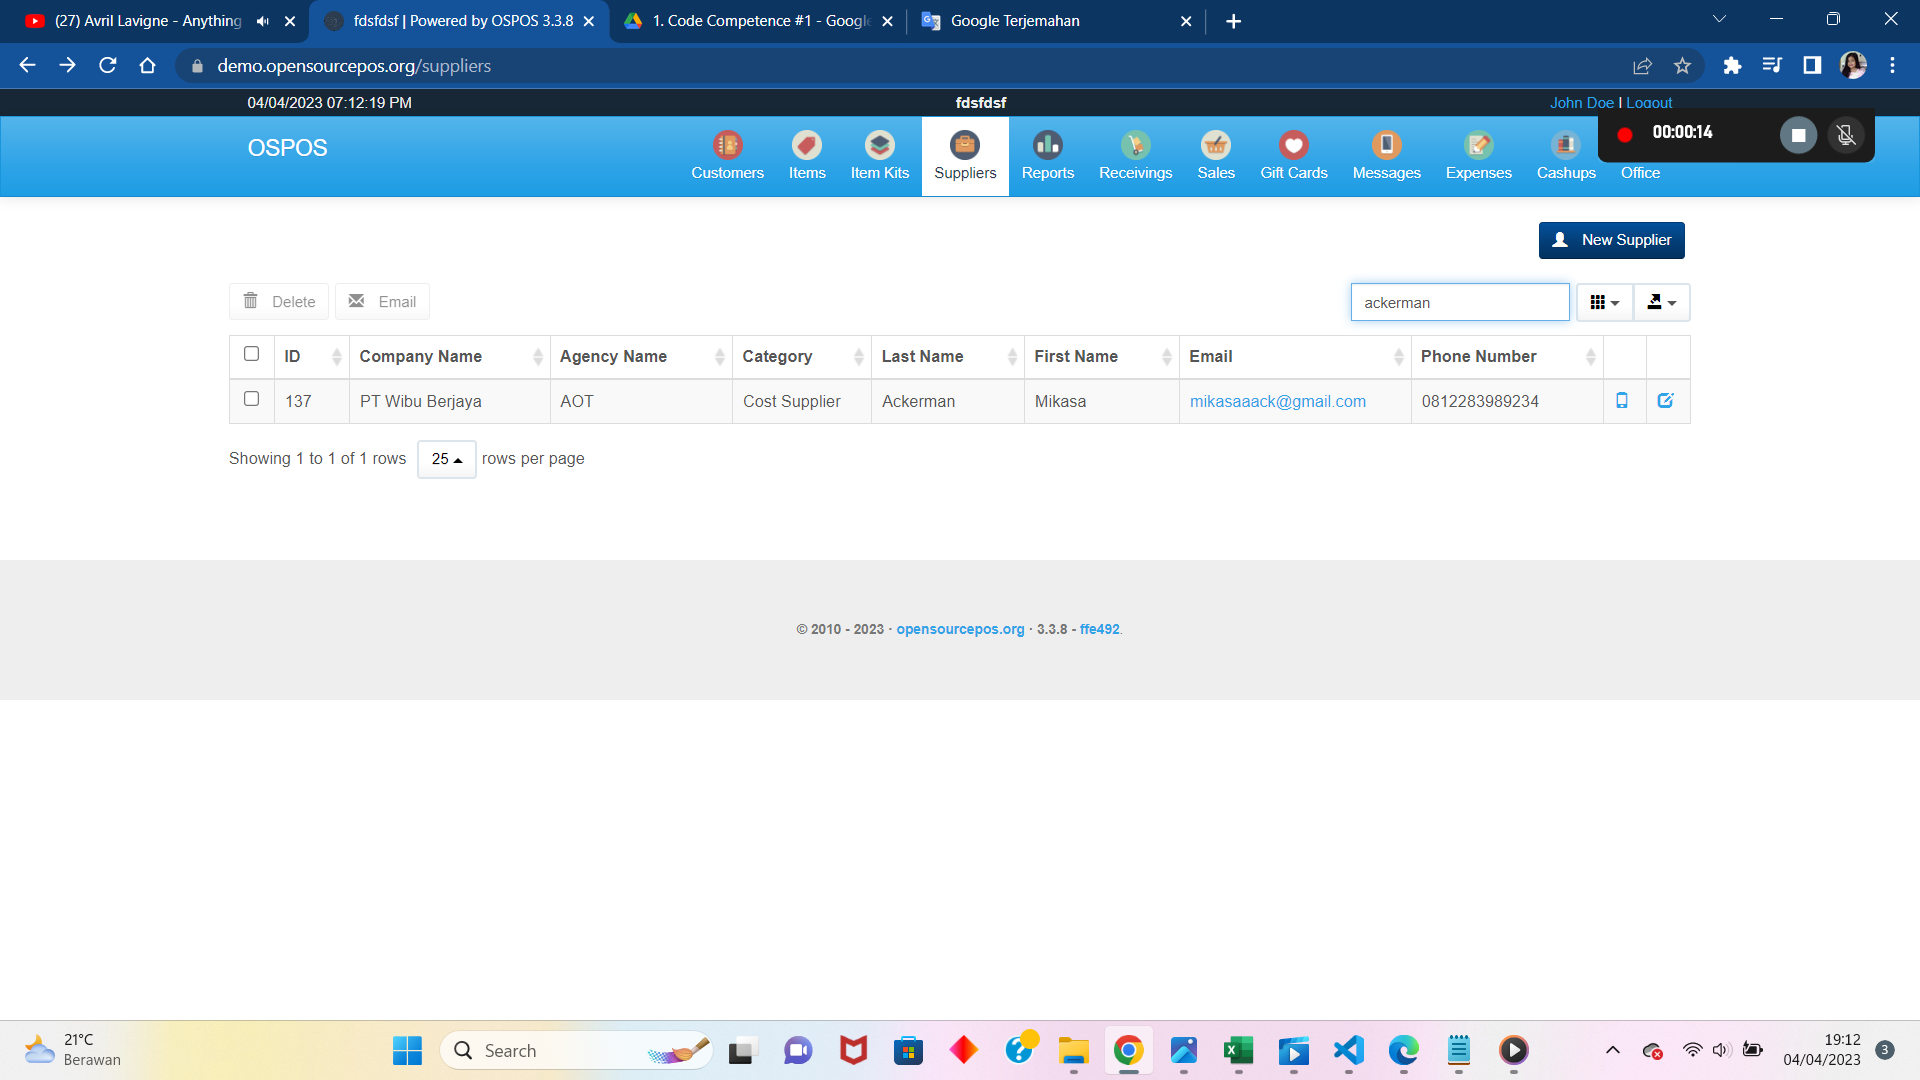 (27) Avril Lavigne - Anything
fdsfdsf | Powered by OSPOS 3.3.8
1. Code Competence #1 - Google
Google Terjemahan
demo.opensourcepos.org/suppliers
04/04/2023 07:12:19 PM
fdsfdsf
John Doe | Logout
00:00:14
OSPOS
Customers
Items
Item Kits
Suppliers
Reports
Receivings
Sales
Gift Cards
Messages
Expenses
Cashups
Office
New Supplier
Delete
Email
ackerman
ID Company Name Agency Name Category Last Name First Name Email Phone Number
137 PT Wibu Berjaya AOT Cost Supplier Ackerman Mikasa mikasaaack@gmail.com 0812283989234
Showing 1 to 1 of 1 rows 25 rows per page
© 2010 - 2023 · opensourcepos.org · 3.3.8 - ffe492.
21°C
Berawan
Search
19:12
04/04/2023
3